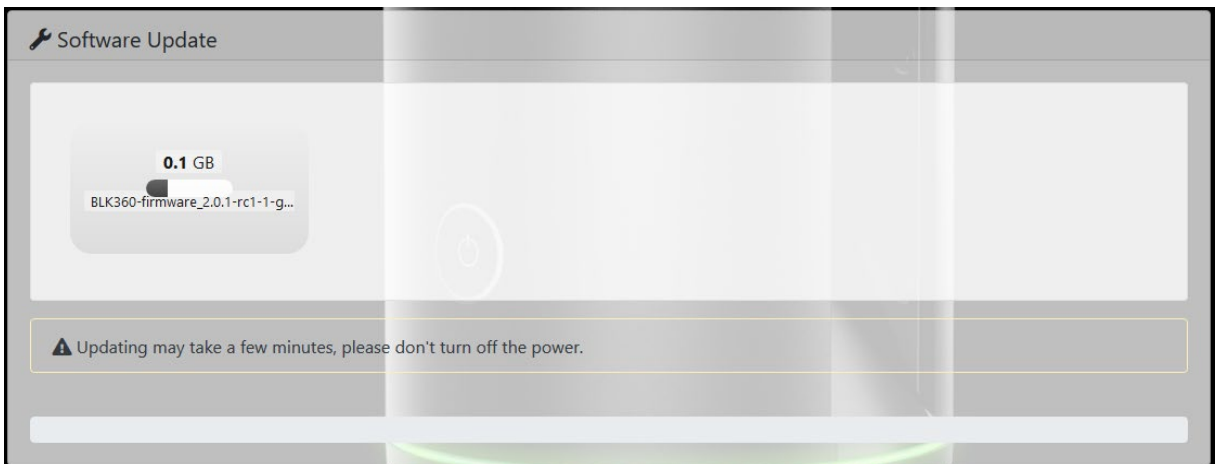 Software Update
0.1 GB
BLK360-firmware_2.0.1-rc1-1-g...
Updating may take a few minutes, please don't turn off the power.